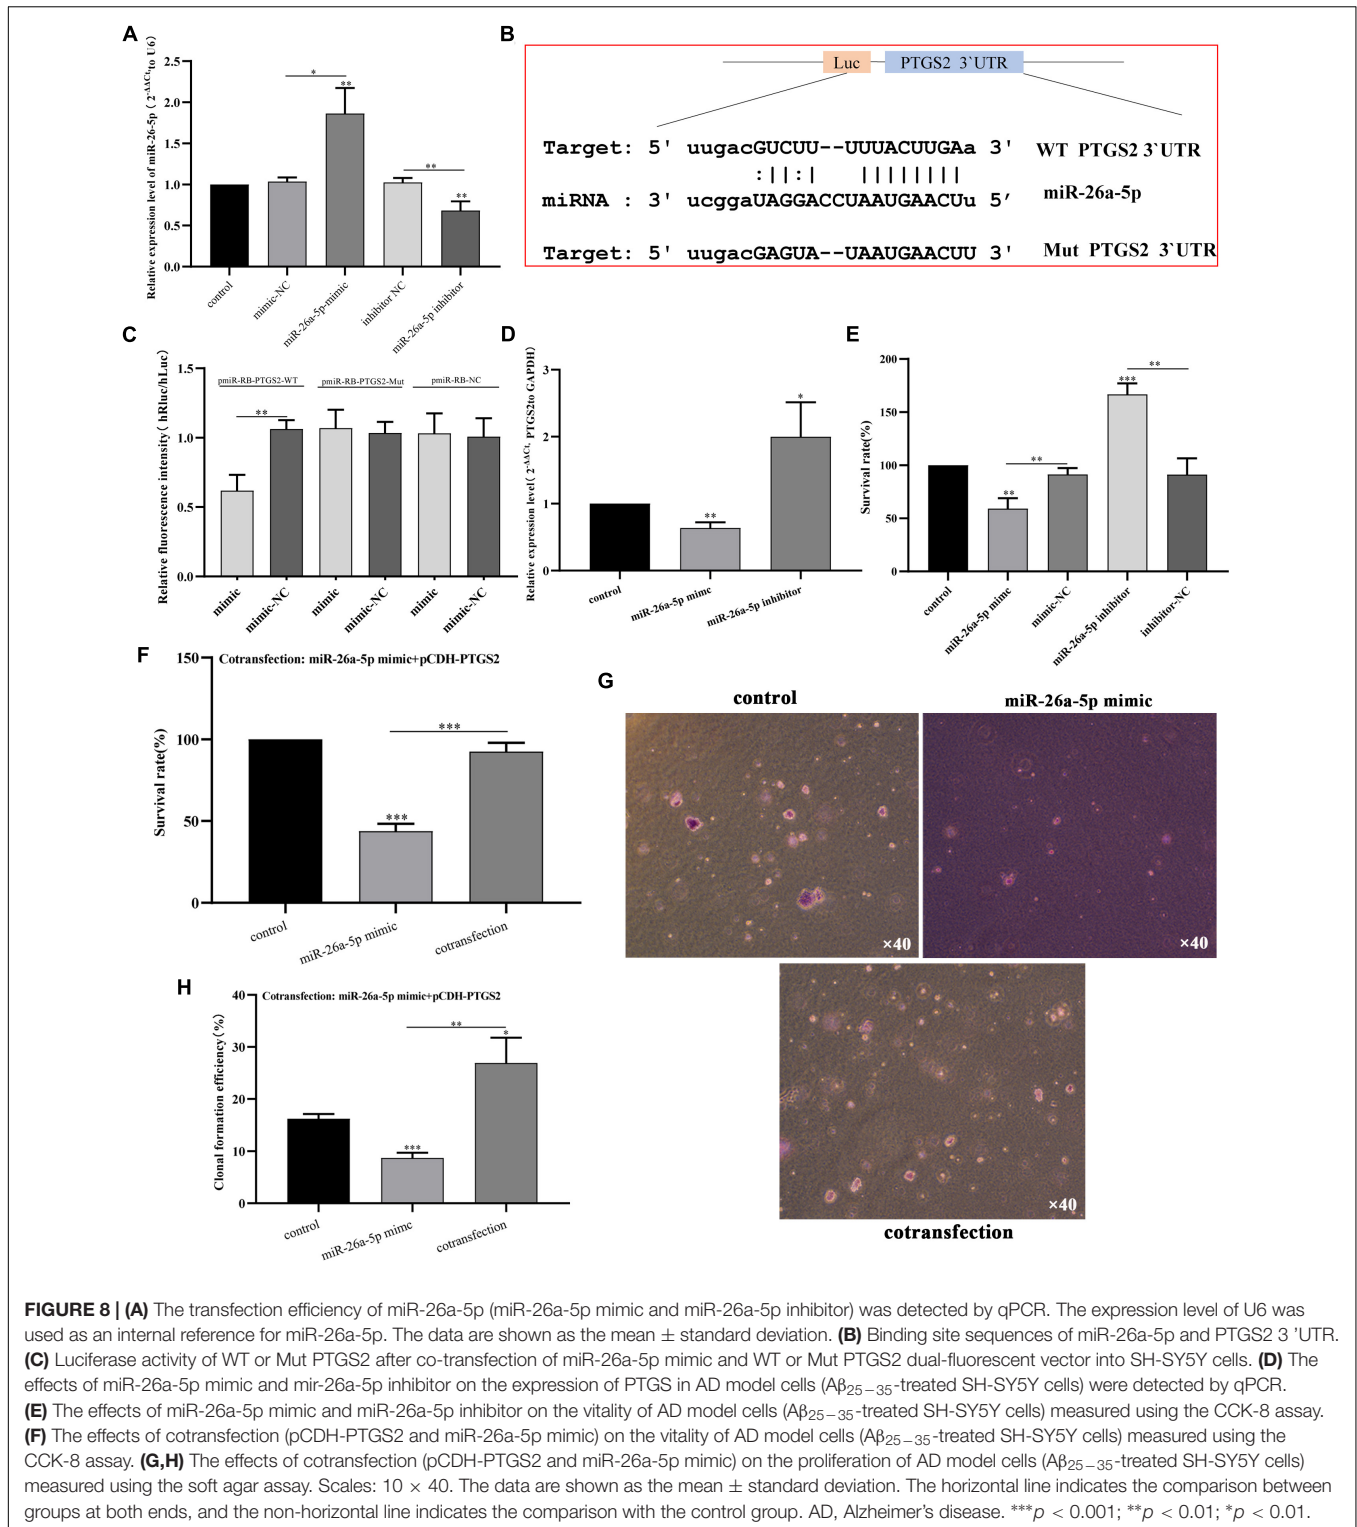 A
Relative expression level of miR-26-5p ( 2^-ΔΔCt, to U6)
2.5
2.0
1.5
1.0
0.5
0.0
*
**
**
**
control
mimic-NC
miR-26a-5p-mimic
inhibitor NC
miR-26a-5p inhibitor
B
Luc
PTGS2 3`UTR
Target: 5' uugacGUCUU--UUUACUUGAa 3' WT PTGS2 3`UTR
:||:| ||||||||
miRNA : 3' ucggaUAGGACCUAAUGAACUu 5' miR-26a-5p
Target: 5' uugacGAGUA--UAAUGAACUU 3' Mut PTGS2 3`UTR
C
Relative fluorescence intensity( hRluc/hLuc)
1.5
1.0
0.5
0.0
pmiR-RB-PTGS2-WT
pmiR-RB-PTGS2-Mut
pmiR-RB-NC
**
mimic
mimic-NC
mimic
mimic-NC
mimic
mimic-NC
D
Relative expression level( 2^-ΔΔCt, PTGS2to GAPDH)
3
2
1
0
**
*
control
miR-26a-5p mimc
miR-26a-5p inhibitor
E
Survival rate(%)
200
150
100
50
0
**
**
***
**
control
miR-26a-5p mimc
mimic-NC
miR-26a-5p inhibitor
inhibitor-NC
F
Cotransfection: miR-26a-5p mimic+pCDH-PTGS2
Survival rate(%)
150
100
50
0
***
***
control
miR-26a-5p mimic
cotransfection
G
control
miR-26a-5p mimic
×40
×40
×40
cotransfection
H
Cotransfection: miR-26a-5p mimic+pCDH-PTGS2
Clonal formation efficiency(%)
40
30
20
10
0
***
**
*
control
miR-26a-5p mimc
cotransfection
FIGURE 8 | (A) The transfection efficiency of miR-26a-5p (miR-26a-5p mimic and miR-26a-5p inhibitor) was detected by qPCR. The expression level of U6 was
used as an internal reference for miR-26a-5p. The data are shown as the mean ± standard deviation. (B) Binding site sequences of miR-26a-5p and PTGS2 3 'UTR.
(C) Luciferase activity of WT or Mut PTGS2 after co-transfection of miR-26a-5p mimic and WT or Mut PTGS2 dual-fluorescent vector into SH-SY5Y cells. (D) The
effects of miR-26a-5p mimic and mir-26a-5p inhibitor on the expression of PTGS in AD model cells (Aβ25−35-treated SH-SY5Y cells) were detected by qPCR.
(E) The effects of miR-26a-5p mimic and miR-26a-5p inhibitor on the vitality of AD model cells (Aβ25−35-treated SH-SY5Y cells) measured using the CCK-8 assay.
(F) The effects of cotransfection (pCDH-PTGS2 and miR-26a-5p mimic) on the vitality of AD model cells (Aβ25−35-treated SH-SY5Y cells) measured using the
CCK-8 assay. (G,H) The effects of cotransfection (pCDH-PTGS2 and miR-26a-5p mimic) on the proliferation of AD model cells (Aβ25−35-treated SH-SY5Y cells)
measured using the soft agar assay. Scales: 10 × 40. The data are shown as the mean ± standard deviation. The horizontal line indicates the comparison between
groups at both ends, and the non-horizontal line indicates the comparison with the control group. AD, Alzheimer's disease. ***p < 0.001; **p < 0.01; *p < 0.01.